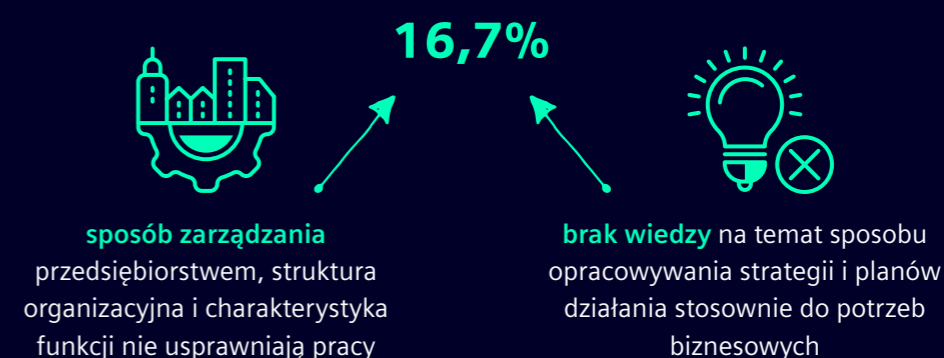 16,7%
sposób zarządzania
przedsiębiorstwem, struktura
organizacyjna i charakterystyka
funkcji nie usprawniają pracy
brak wiedzy na temat sposobu
opracowywania strategii i planów
działania stosownie do potrzeb
biznesowych